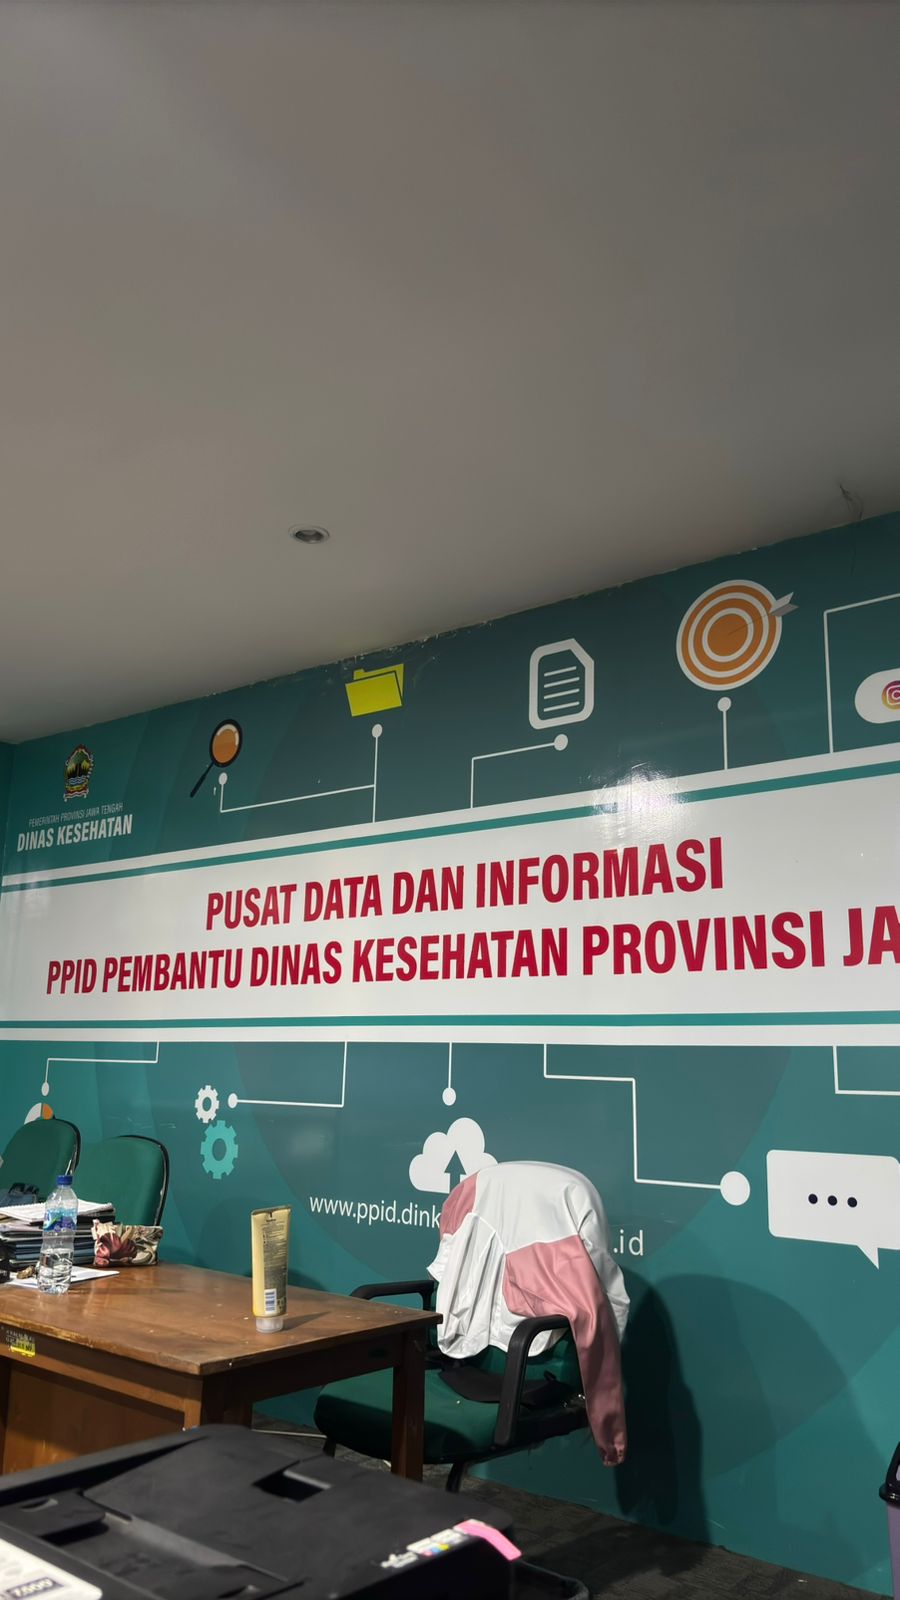 PEMERINTAH PROVINSI JAWA TENGAH
DINAS KESEHATAN
PUSAT DATA DAN INFORMASI
PPID PEMBANTU DINAS KESEHATAN PROVINSI JA
www.ppid.dink
.id